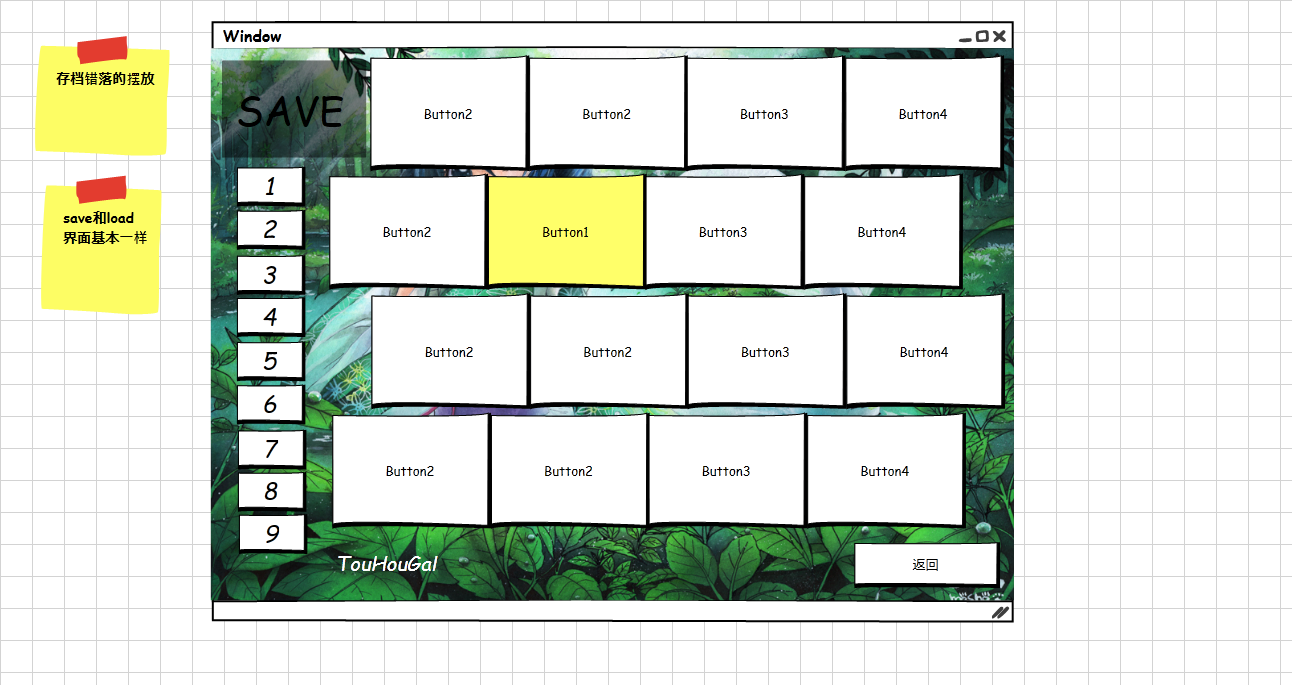 Window
存档错落的摆放
save和load
界面基本一样
SAVE
Button2 Button2 Button3 Button4
1
2
3
4
5
6
7
8
9
Button2 Button1 Button3 Button4
Button2 Button2 Button3 Button4
Button2 Button2 Button3 Button4
TouHouGal
返回